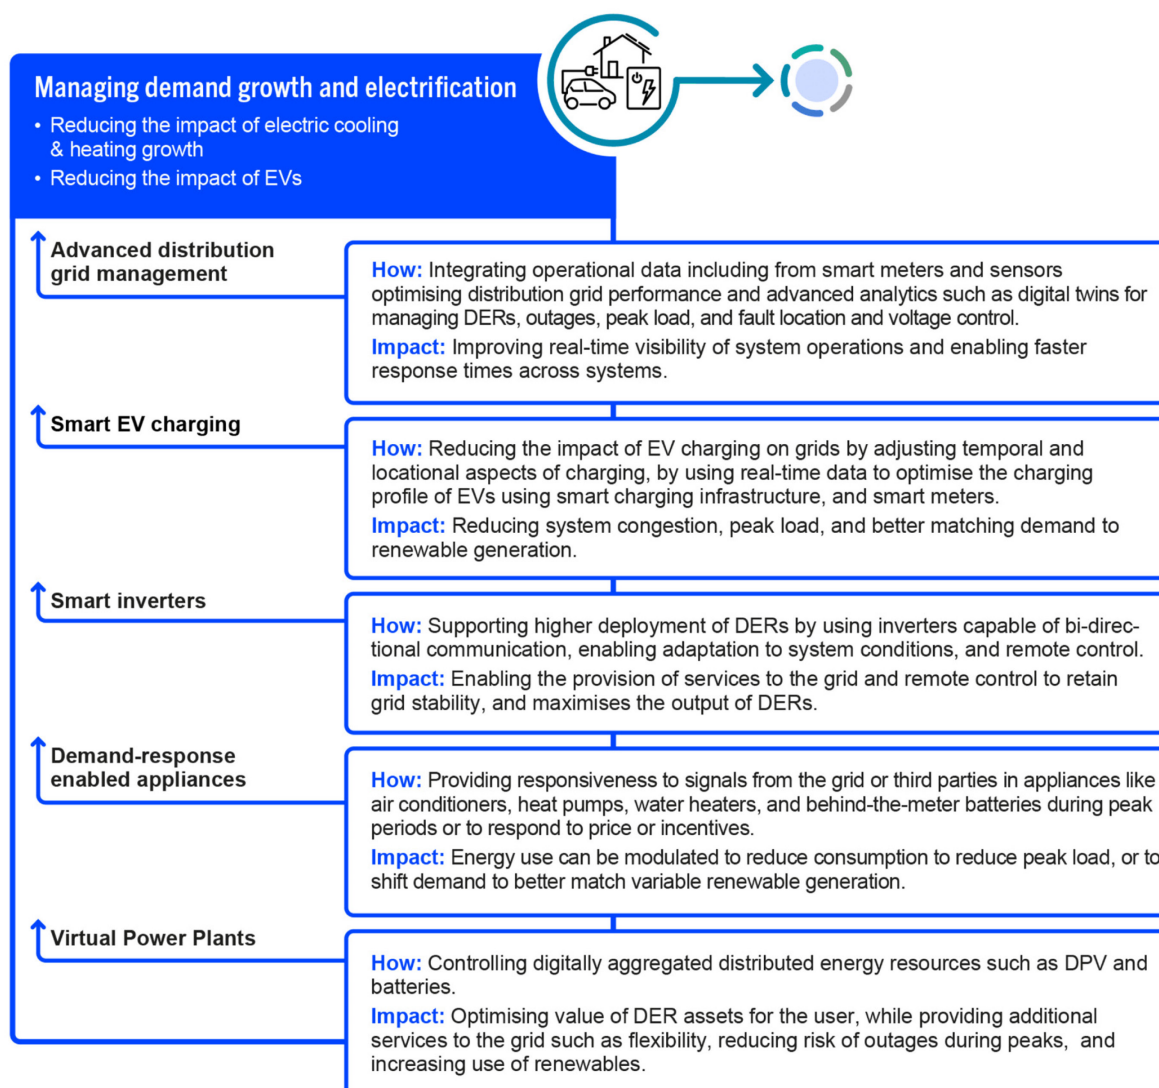 Managing demand growth and electrification
• Reducing the impact of electric cooling
& heating growth
• Reducing the impact of EVs
Advanced distribution
grid management
How: Integrating operational data including from smart meters and sensors
optimising distribution grid performance and advanced analytics such as digital twins for
managing DERs, outages, peak load, and fault location and voltage control.
Impact: Improving real-time visibility of system operations and enabling faster
response times across systems.
Smart EV charging
How: Reducing the impact of EV charging on grids by adjusting temporal and
locational aspects of charging, by using real-time data to optimise the charging
profile of EVs using smart charging infrastructure, and smart meters.
Impact: Reducing system congestion, peak load, and better matching demand to
renewable generation.
Smart inverters
How: Supporting higher deployment of DERs by using inverters capable of bi-direc-
tional communication, enabling adaptation to system conditions, and remote control.
Impact: Enabling the provision of services to the grid and remote control to retain
grid stability, and maximises the output of DERs.
Demand-response
enabled appliances
How: Providing responsiveness to signals from the grid or third parties in appliances like
air conditioners, heat pumps, water heaters, and behind-the-meter batteries during peak
periods or to respond to price or incentives.
Impact: Energy use can be modulated to reduce consumption to reduce peak load, or to
shift demand to better match variable renewable generation.
Virtual Power Plants
How: Controlling digitally aggregated distributed energy resources such as DPV and
batteries.
Impact: Optimising value of DER assets for the user, while providing additional
services to the grid such as flexibility, reducing risk of outages during peaks, and
increasing use of renewables.